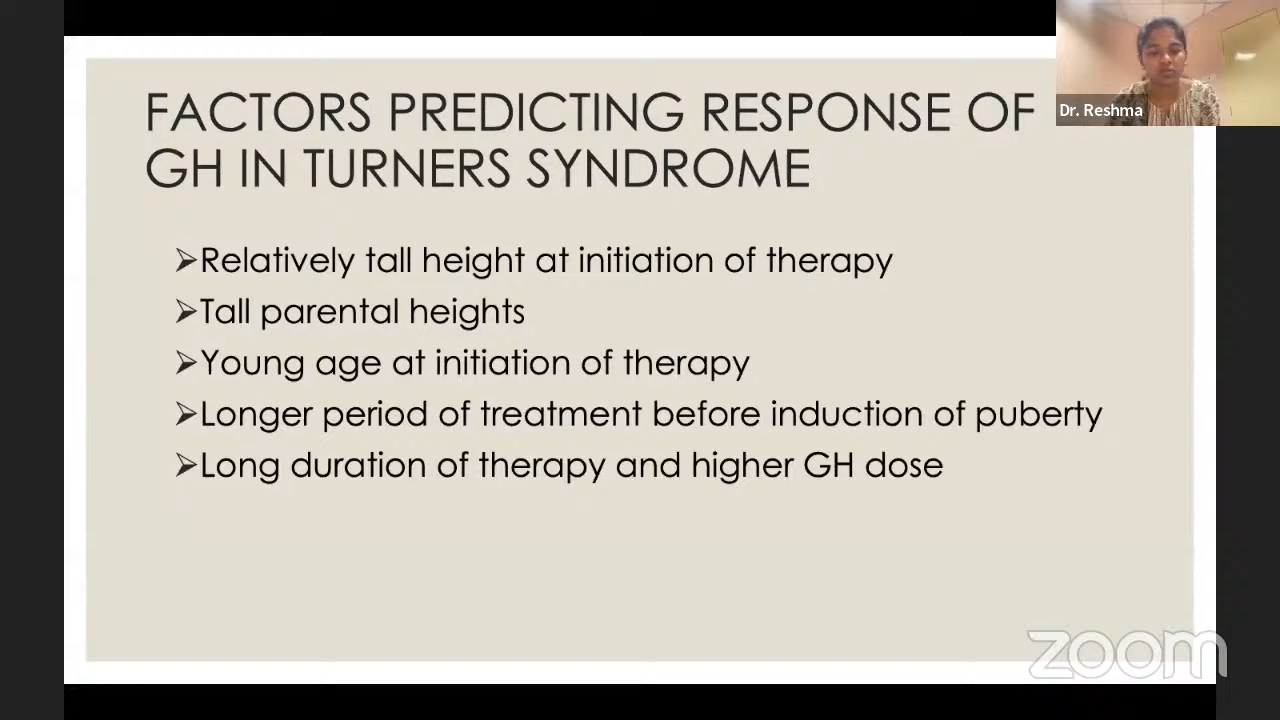 FACTORS PREDICTING RESPONSE OF
GH IN TURNERS SYNDROME
Dr. Reshma
➢Relatively tall height at initiation of therapy
➢Tall parental heights
➢Young age at initiation of therapy
➢Longer period of treatment before induction of puberty
➢Long duration of therapy and higher GH dose
zoom